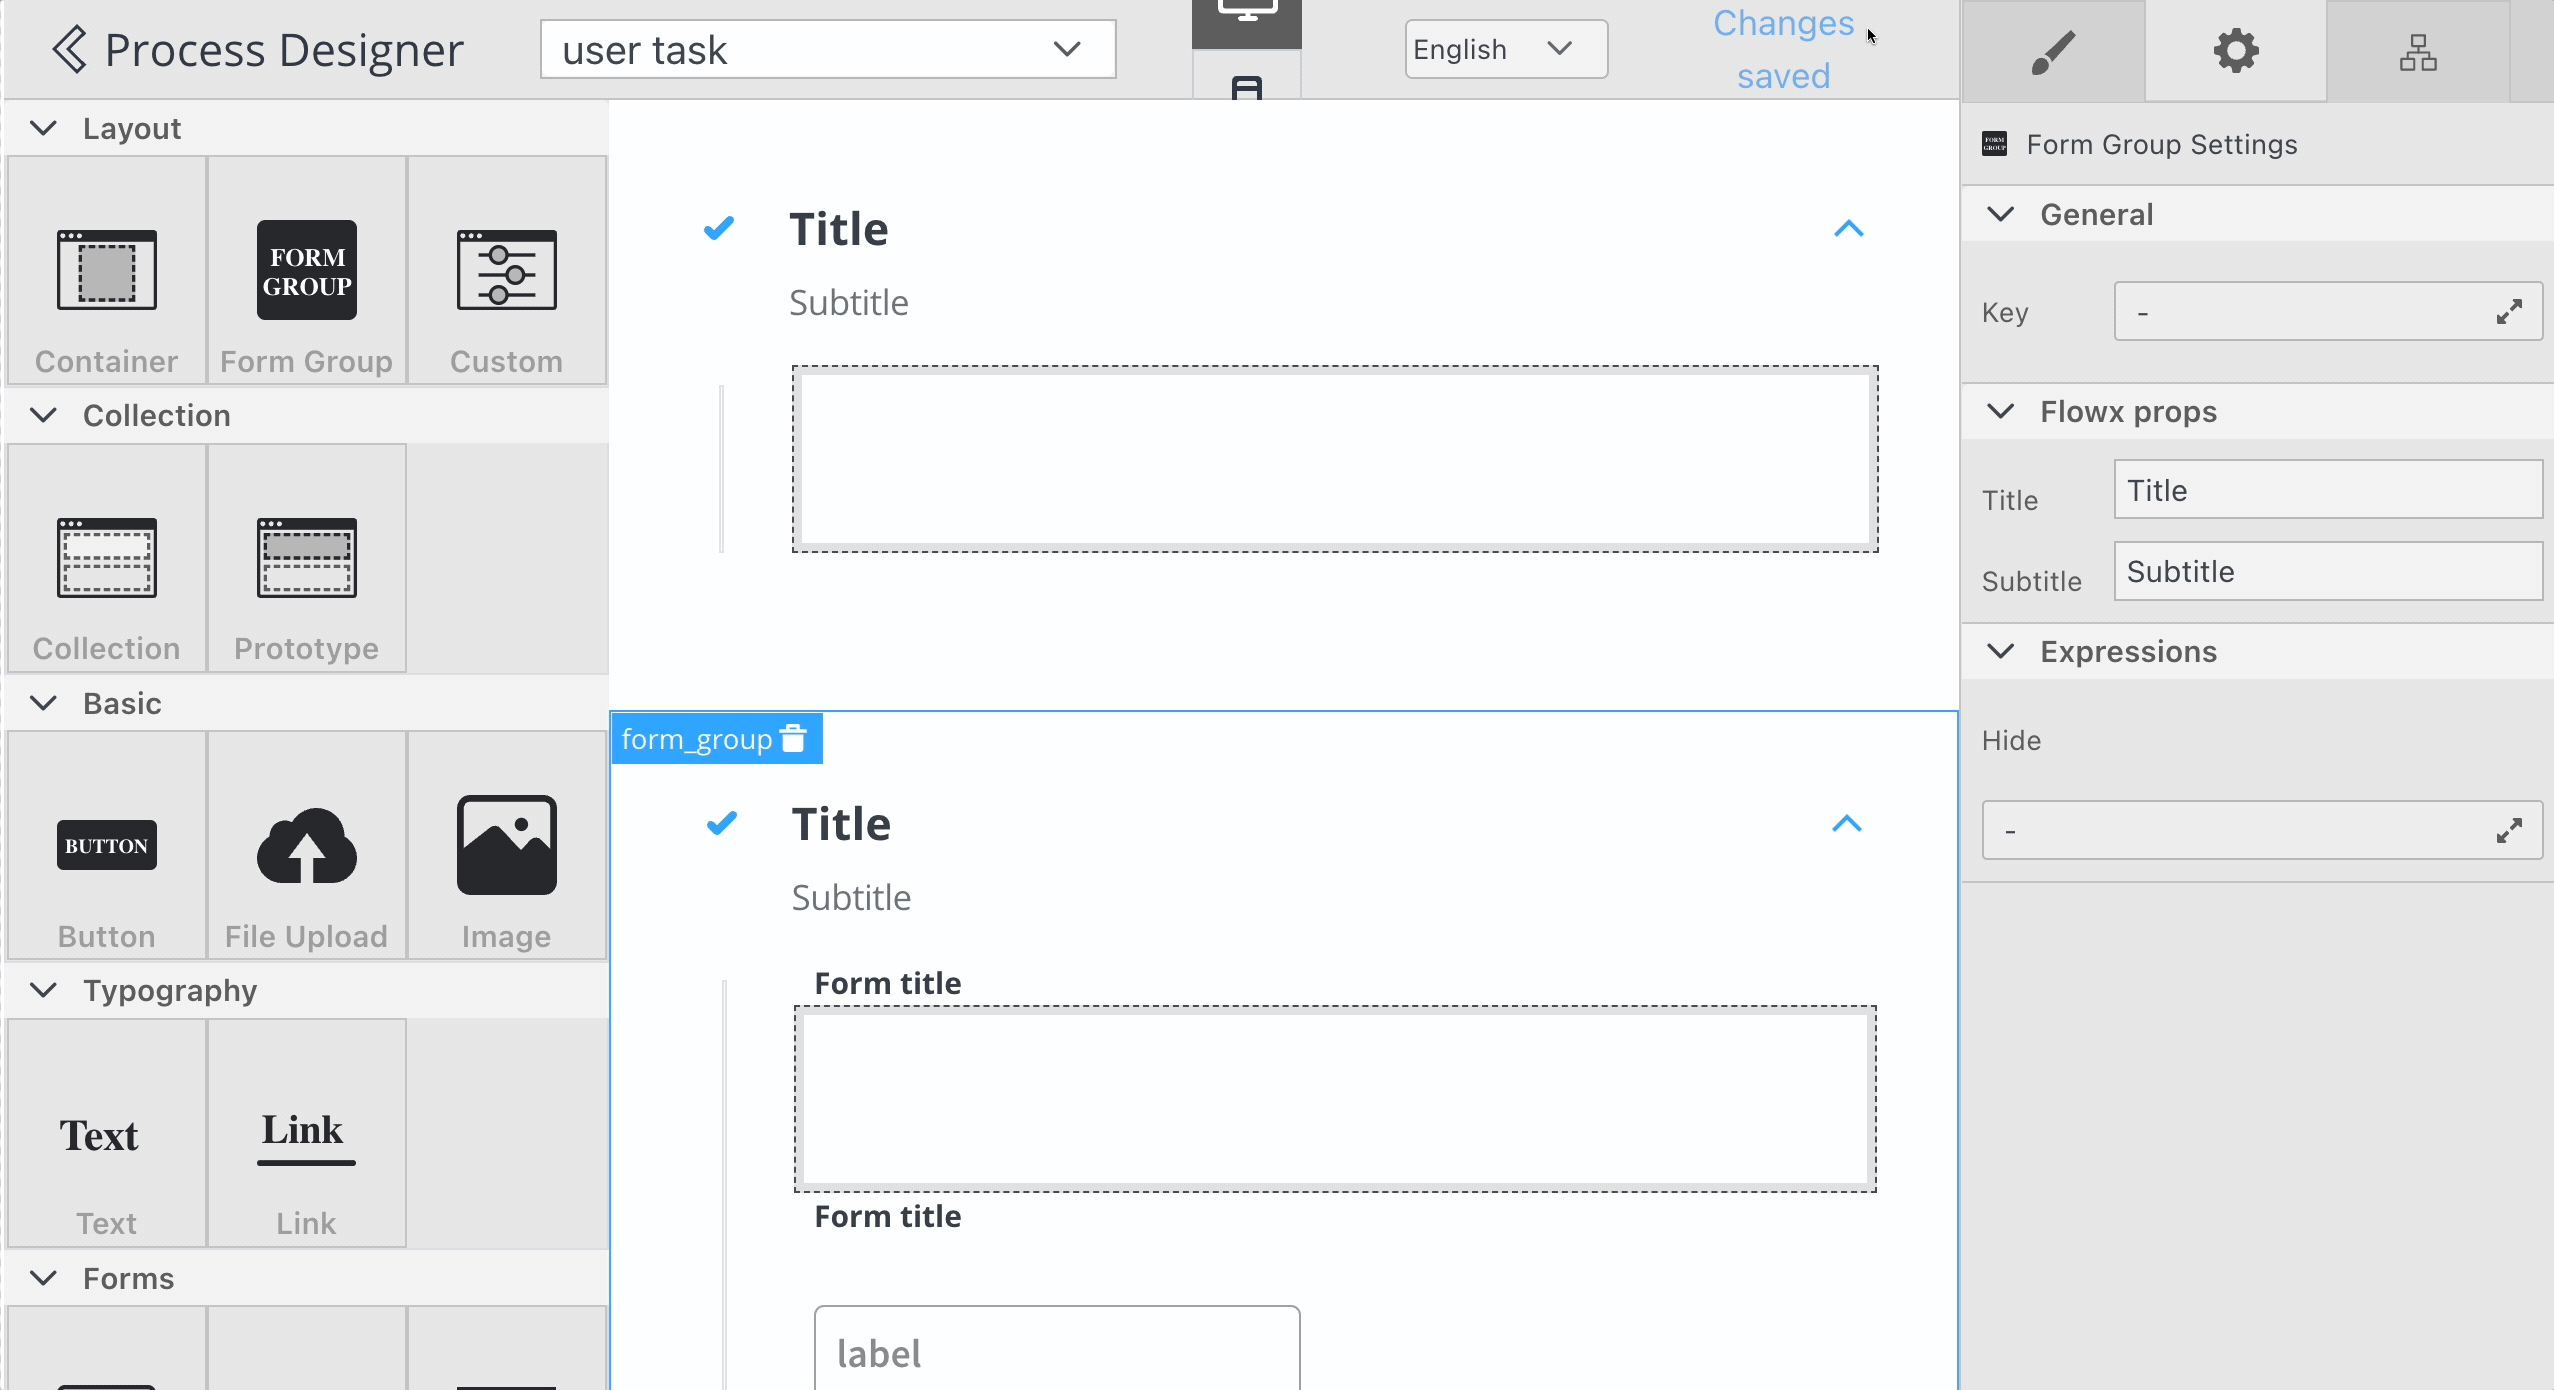 Process Designer
user task
English
Changes
saved
Layout
FORM
GROUP
Container
Form Group
Custom
Collection
Collection
Prototype
Basic
BUTTON
Button
File Upload
Image
Typography
Text
Link
Text
Link
Forms
Title
Subtitle
form_group
Title
Subtitle
Form title
Form title
label
FORM
GROUP
Form Group Settings
General
Key
-
Flowx props
Title
Title
Subtitle
Subtitle
Expressions
Hide
-